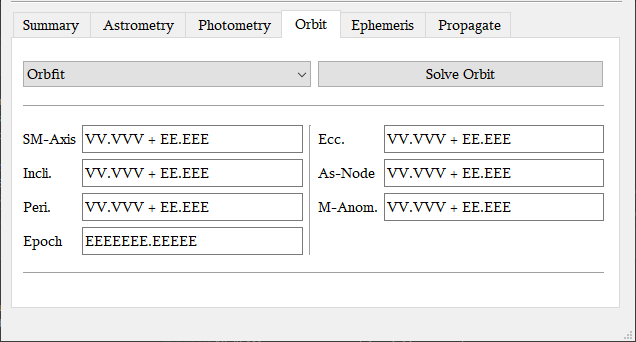 Summary Astrometry Photometry Orbit Ephemeris Propagate
Orbfit Solve Orbit
SM-Axis VV.VVV + EE.EEE Ecc. VV.VVV + EE.EEE
Incli. VV.VVV + EE.EEE As-Node VV.VVV + EE.EEE
Peri. VV.VVV + EE.EEE M-Anom. VV.VVV + EE.EEE
Epoch EEEEEEE.EEEEE